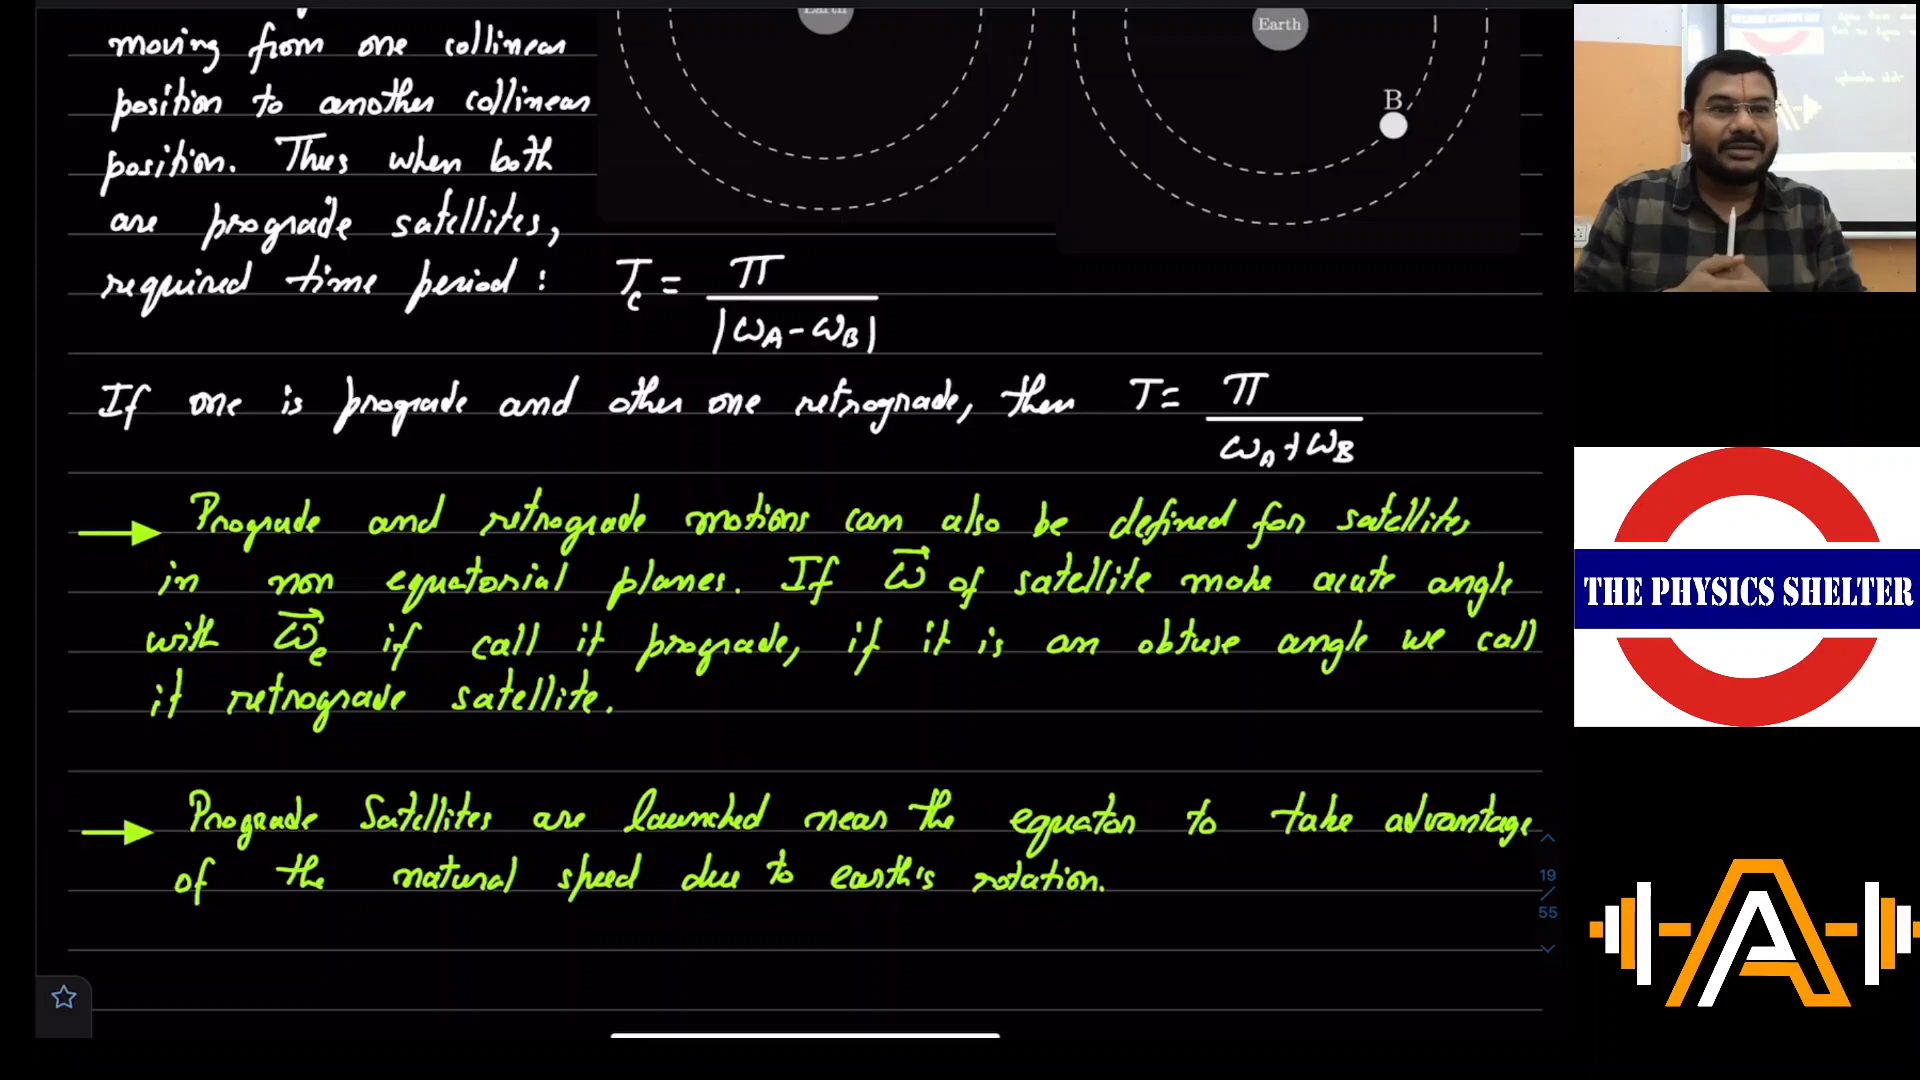 Earth
Earth
B
moving from one collinear
position to another collinear
position. Thus when both
are prograde satellites,
required time period : T_c = π / |ω_A - ω_B|
If one is prograde and other one retrograde, then T = π / ω_A + ω_B
→ Prograde and retrograde motions can also be defined for satellites
in non equatorial planes. If ω⃗ of satellite make acute angle
with ω⃗_e if call it prograde, if it is an obtuse angle we call
it retrograde satellite.
→ Prograde Satellites are launched near the equator to take advantage
of the natural speed due to earth's rotation.
19
/
55
THE PHYSICS SHELTER
A